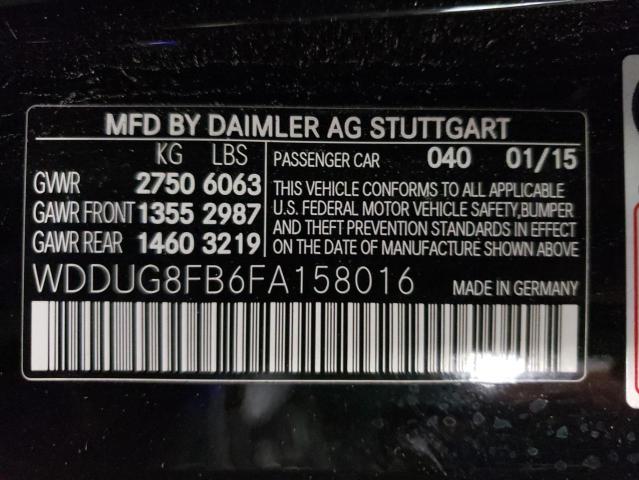 MFD BY DAIMLER AG STUTTGART
KG LBS
GVWR 2750 6063
GAWR FRONT 1355 2987
GAWR REAR 1460 3219
PASSENGER CAR 040 01/15
THIS VEHICLE CONFORMS TO ALL APPLICABLE
U.S. FEDERAL MOTOR VEHICLE SAFETY,BUMPER
AND THEFT PREVENTION STANDARDS IN EFFECT
ON THE DATE OF MANUFACTURE SHOWN ABOVE
WDDUG8FB6FA158016 MADE IN GERMANY